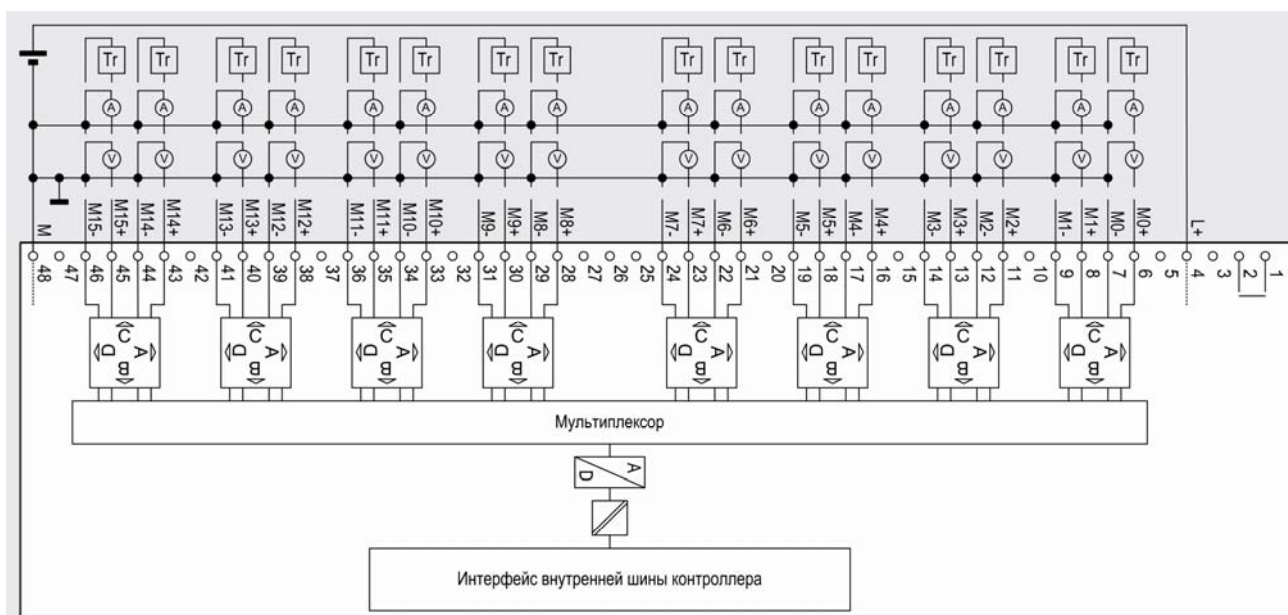 Tr Tr Tr Tr Tr Tr Tr Tr Tr Tr Tr Tr Tr Tr Tr Tr
A A A A A A A A A A A A A A A A
V V V V V V V V V V V V V V V V
M M15- M15+ M14- M14+ M13- M13+ M12- M12+ M11- M11+ M10- M10+ M9- M9+ M8- M8+ M7- M7+ M6- M6+ M5- M5+ M4- M4+ M3- M3+ M2- M2+ M1- M1+ M0- M0+ L+
48 47 46 45 44 43 42 41 40 39 38 37 36 35 34 33 32 31 30 29 28 27 26 25 24 23 22 21 20 19 18 17 16 15 14 13 12 11 10 9 8 7 6 5 4 3 2 1
C D A B C D A B C D A B C D A B C D A B C D A B C D A B C D A B
Мультиплексор
A
D
Интерфейс внутренней шины контроллера